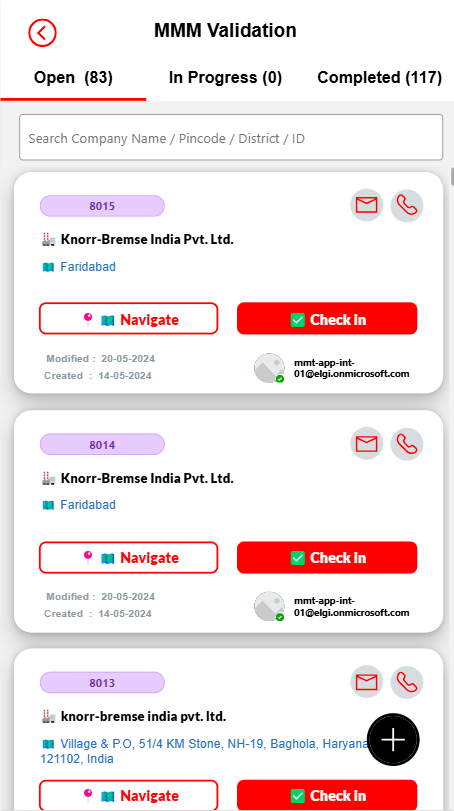 MMM Validation
Open (83)
In Progress (0)
Completed (117)
Search Company Name / Pincode / District / ID
8015
Knorr-Bremse India Pvt. Ltd.
Faridabad
Navigate
Check In
Modified : 20-05-2024
Created : 14-05-2024
mmt-app-int-
01@elgi.onmicrosoft.com
8014
Knorr-Bremse India Pvt. Ltd.
Faridabad
Navigate
Check In
Modified : 20-05-2024
Created : 14-05-2024
mmt-app-int-
01@elgi.onmicrosoft.com
8013
knorr-bremse india pvt. ltd.
Village & P.O, 51/4 KM Stone, NH-19, Baghola, Haryana
121102, India
Navigate
Check In